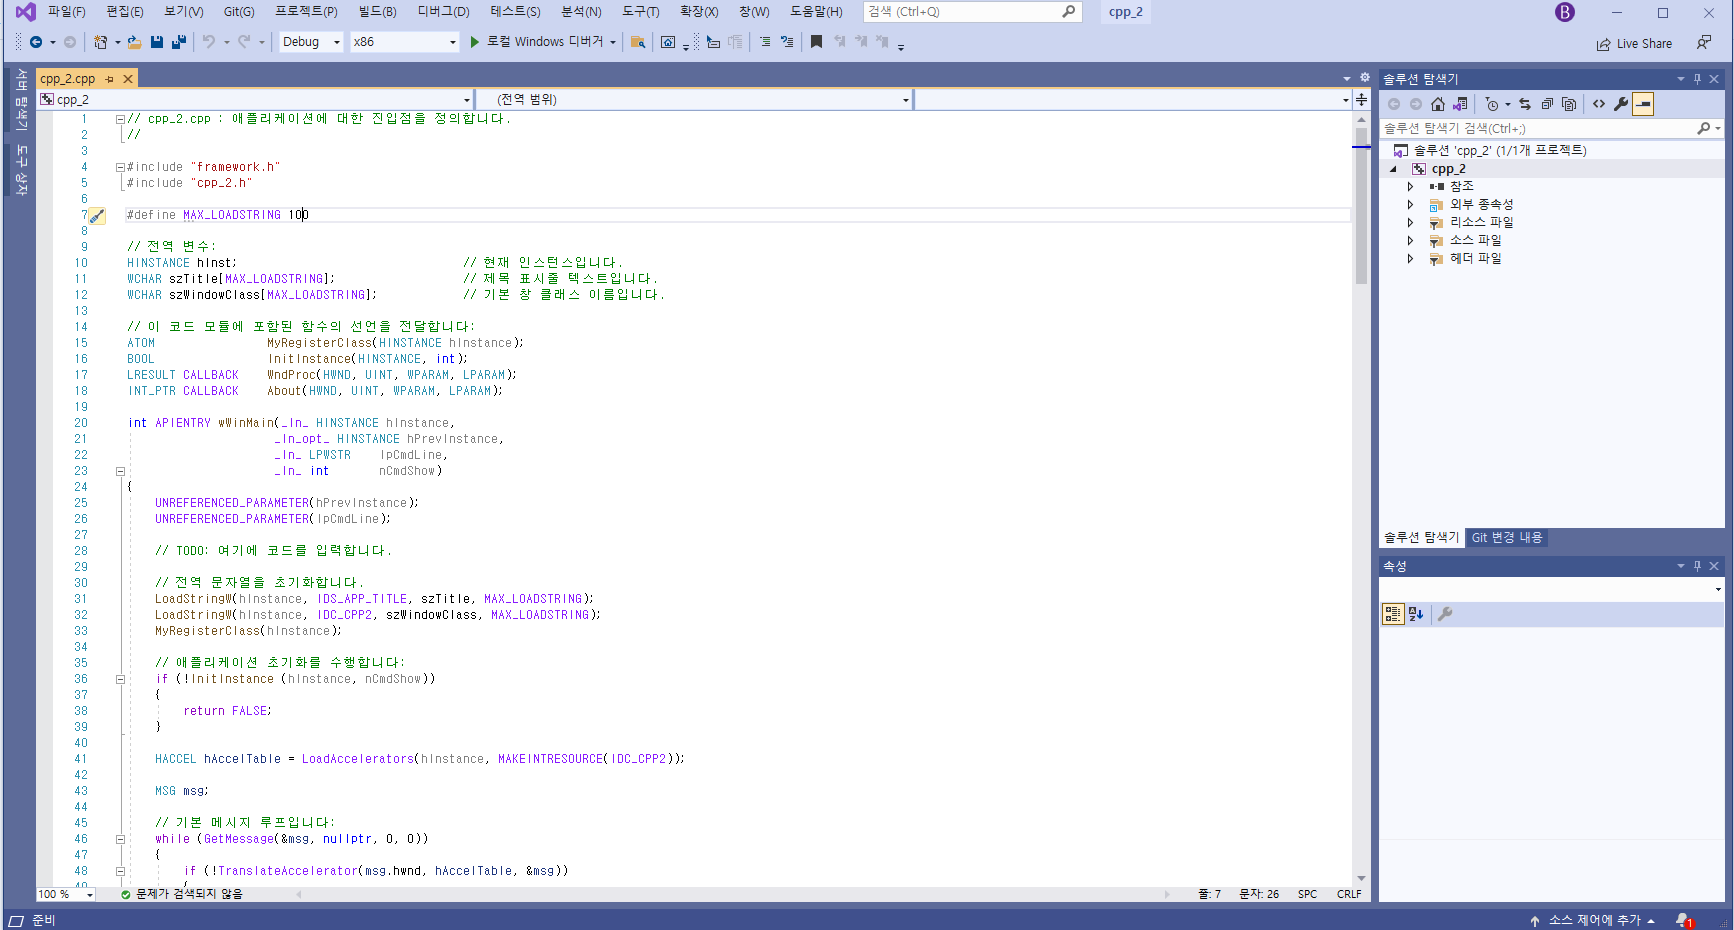 파일(F) 편집(E) 보기(V) Git(G) 프로젝트(P) 빌드(B) 디버그(D) 테스트(S) 분석(N) 도구(T) 확장(X) 창(W) 도움말(H) 검색 (Ctrl+Q) cpp_2 B
Debug x86 로컬 Windows 디버거 Live Share
서버 탐색기
도구 상자
cpp_2.cpp
cpp_2 (전역 범위)
1 // cpp_2.cpp : 애플리케이션에 대한 진입점을 정의합니다.
2 //
3
4 #include "framework.h"
5 #include "cpp_2.h"
6
7 #define MAX_LOADSTRING 100
8
9 // 전역 변수:
10 HINSTANCE hInst; // 현재 인스턴스입니다.
11 WCHAR szTitle[MAX_LOADSTRING]; // 제목 표시줄 텍스트입니다.
12 WCHAR szWindowClass[MAX_LOADSTRING]; // 기본 창 클래스 이름입니다.
13
14 // 이 코드 모듈에 포함된 함수의 선언을 전달합니다:
15 ATOM MyRegisterClass(HINSTANCE hInstance);
16 BOOL InitInstance(HINSTANCE, int);
17 LRESULT CALLBACK WndProc(HWND, UINT, WPARAM, LPARAM);
18 INT_PTR CALLBACK About(HWND, UINT, WPARAM, LPARAM);
19
20 int APIENTRY wWinMain(_In_ HINSTANCE hInstance,
21 _In_opt_ HINSTANCE hPrevInstance,
22 _In_ LPWSTR lpCmdLine,
23 _In_ int nCmdShow)
24 {
25 UNREFERENCED_PARAMETER(hPrevInstance);
26 UNREFERENCED_PARAMETER(lpCmdLine);
27
28 // TODO: 여기에 코드를 입력합니다.
29
30 // 전역 문자열을 초기화합니다.
31 LoadStringW(hInstance, IDS_APP_TITLE, szTitle, MAX_LOADSTRING);
32 LoadStringW(hInstance, IDC_CPP2, szWindowClass, MAX_LOADSTRING);
33 MyRegisterClass(hInstance);
34
35 // 애플리케이션 초기화를 수행합니다:
36 if (!InitInstance (hInstance, nCmdShow))
37 {
38 return FALSE;
39 }
40
41 HACCEL hAccelTable = LoadAccelerators(hInstance, MAKEINTRESOURCE(IDC_CPP2));
42
43 MSG msg;
44
45 // 기본 메시지 루프입니다:
46 while (GetMessage(&msg, nullptr, 0, 0))
47 {
48 if (!TranslateAccelerator(msg.hwnd, hAccelTable, &msg))
49 {
100 % 문제가 검색되지 않음 줄: 7 문자: 26 SPC CRLF
솔루션 탐색기
솔루션 탐색기 검색(Ctrl+;)
솔루션 'cpp_2' (1/1개 프로젝트)
cpp_2
참조
외부 종속성
리소스 파일
소스 파일
헤더 파일
솔루션 탐색기 Git 변경 내용
속성
준비 소스 제어에 추가 1